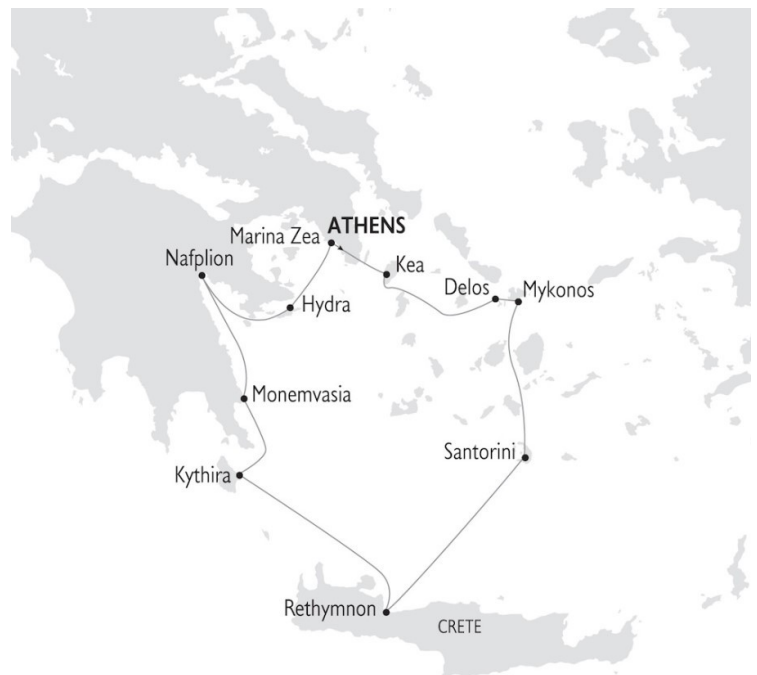 ATHENS
Marina Zea
Nafplion
Kea
Delos
Mykonos
Hydra
Monemvasia
Santorini
Kythira
Rethymnon
CRETE